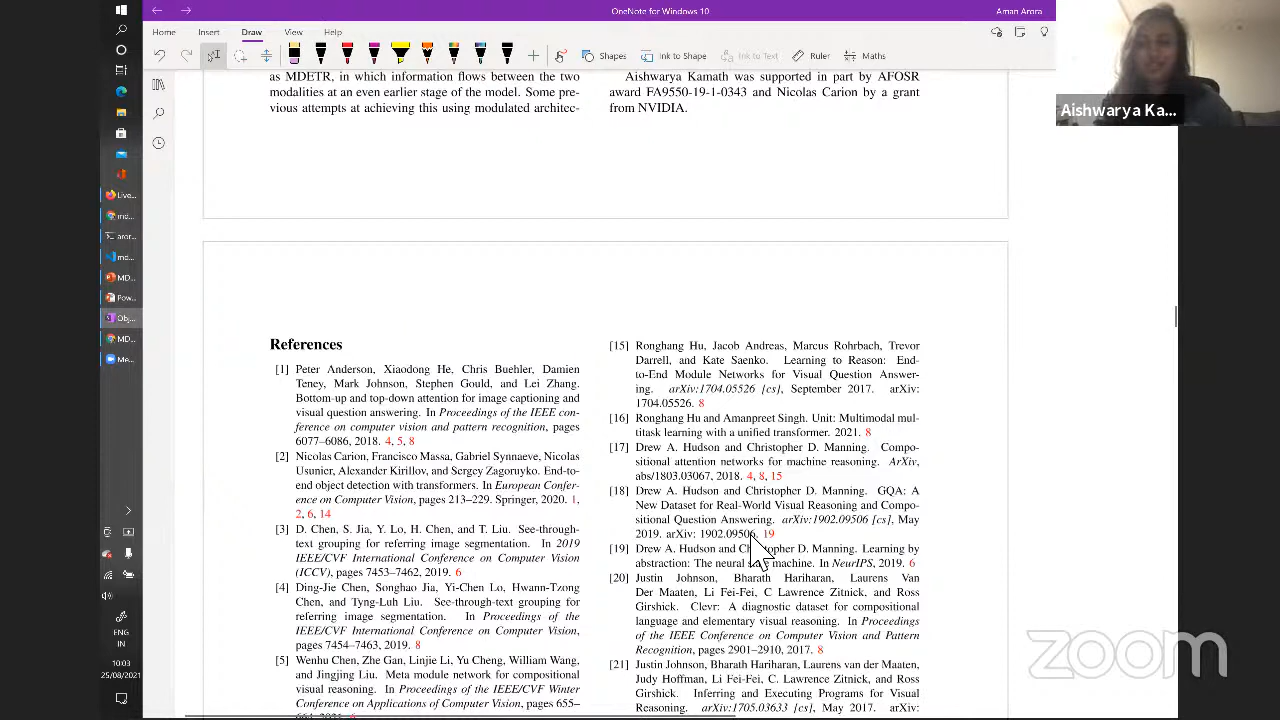 OneNote for Windows 10
Aman Arora
Home
Insert
Draw
View
Help
Shapes
Ink to Shape
Ink to Text
Ruler
Maths
as MDETR, in which information flows between the two
modalities at an even earlier stage of the model. Some pre-
vious attempts at achieving this using modulated architec-
Aishwarya Kamath was supported in part by AFOSR
award FA9550-19-1-0343 and Nicolas Carion by a grant
from NVIDIA.
Aishwarya Ka...
Live...
md...
aror...
md...
MD...
Pow...
Obj...
MD...
Me...
References
[1] Peter Anderson, Xiaodong He, Chris Buehler, Damien
Teney, Mark Johnson, Stephen Gould, and Lei Zhang.
Bottom-up and top-down attention for image captioning and
visual question answering. In Proceedings of the IEEE con-
ference on computer vision and pattern recognition, pages
6077–6086, 2018. 4, 5, 8
[2] Nicolas Carion, Francisco Massa, Gabriel Synnaeve, Nicolas
Usunier, Alexander Kirillov, and Sergey Zagoruyko. End-to-
end object detection with transformers. In European Confer-
ence on Computer Vision, pages 213–229. Springer, 2020. 1,
2, 6, 14
[3] D. Chen, S. Jia, Y. Lo, H. Chen, and T. Liu. See-through-
text grouping for referring image segmentation. In 2019
IEEE/CVF International Conference on Computer Vision
(ICCV), pages 7453–7462, 2019. 6
[4] Ding-Jie Chen, Songhao Jia, Yi-Chen Lo, Hwann-Tzong
Chen, and Tyng-Luh Liu. See-through-text grouping for
referring image segmentation. In Proceedings of the
IEEE/CVF International Conference on Computer Vision,
pages 7454–7463, 2019. 8
[5] Wenhu Chen, Zhe Gan, Linjie Li, Yu Cheng, William Wang,
and Jingjing Liu. Meta module network for compositional
visual reasoning. In Proceedings of the IEEE/CVF Winter
Conference on Applications of Computer Vision, pages 655–
[15] Ronghang Hu, Jacob Andreas, Marcus Rohrbach, Trevor
Darrell, and Kate Saenko. Learning to Reason: End-
to-End Module Networks for Visual Question Answer-
ing. arXiv:1704.05526 [cs], September 2017. arXiv:
1704.05526. 8
[16] Ronghang Hu and Amanpreet Singh. Unit: Multimodal mul-
titask learning with a unified transformer. 2021. 8
[17] Drew A. Hudson and Christopher D. Manning. Compo-
sitional attention networks for machine reasoning. ArXiv,
abs/1803.03067, 2018. 4, 8, 15
[18] Drew A. Hudson and Christopher D. Manning. GQA: A
New Dataset for Real-World Visual Reasoning and Compo-
sitional Question Answering. arXiv:1902.09506 [cs], May
2019. arXiv: 1902.09506. 19
[19] Drew A. Hudson and Christopher D. Manning. Learning by
abstraction: The neural state machine. In NeurIPS, 2019. 6
[20] Justin Johnson, Bharath Hariharan, Laurens Van
Der Maaten, Li Fei-Fei, C Lawrence Zitnick, and Ross
Girshick. Clevr: A diagnostic dataset for compositional
language and elementary visual reasoning. In Proceedings
of the IEEE Conference on Computer Vision and Pattern
Recognition, pages 2901–2910, 2017. 8
[21] Justin Johnson, Bharath Hariharan, Laurens van der Maaten,
Judy Hoffman, Li Fei-Fei, C. Lawrence Zitnick, and Ross
Girshick. Inferring and Executing Programs for Visual
Reasoning. arXiv:1705.03633 [cs], May 2017. arXiv:
ENG
IN
10:03
25/08/2021
zoom